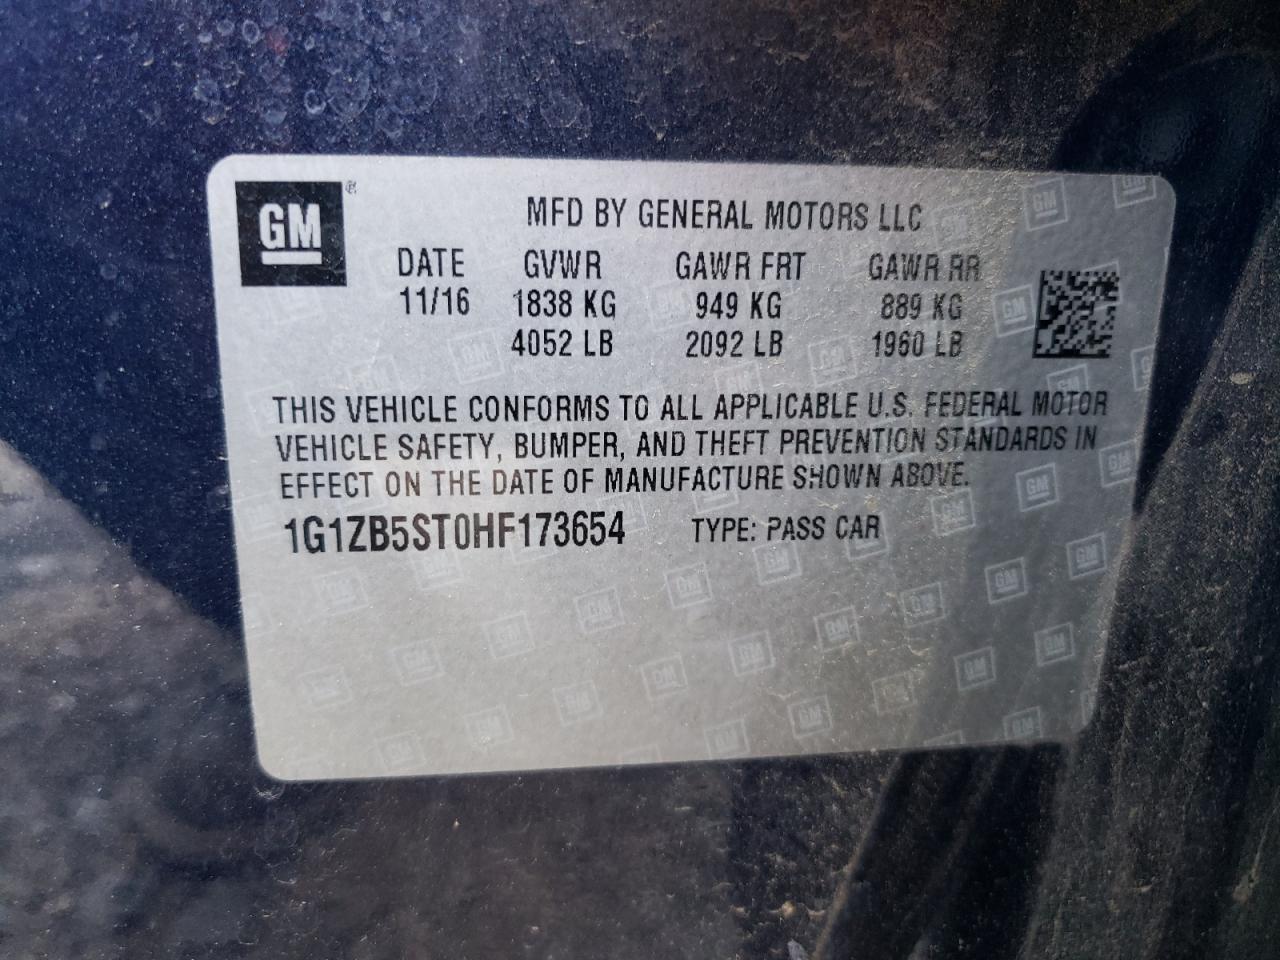 GM®
MFD BY GENERAL MOTORS LLC
DATE GVWR GAWR FRT GAWR RR
11/16 1838 KG 949 KG 889 KG
4052 LB 2092 LB 1960 LB
THIS VEHICLE CONFORMS TO ALL APPLICABLE U.S. FEDERAL MOTOR
VEHICLE SAFETY, BUMPER, AND THEFT PREVENTION STANDARDS IN
EFFECT ON THE DATE OF MANUFACTURE SHOWN ABOVE.
1G1ZB5ST0HF173654 TYPE: PASS CAR